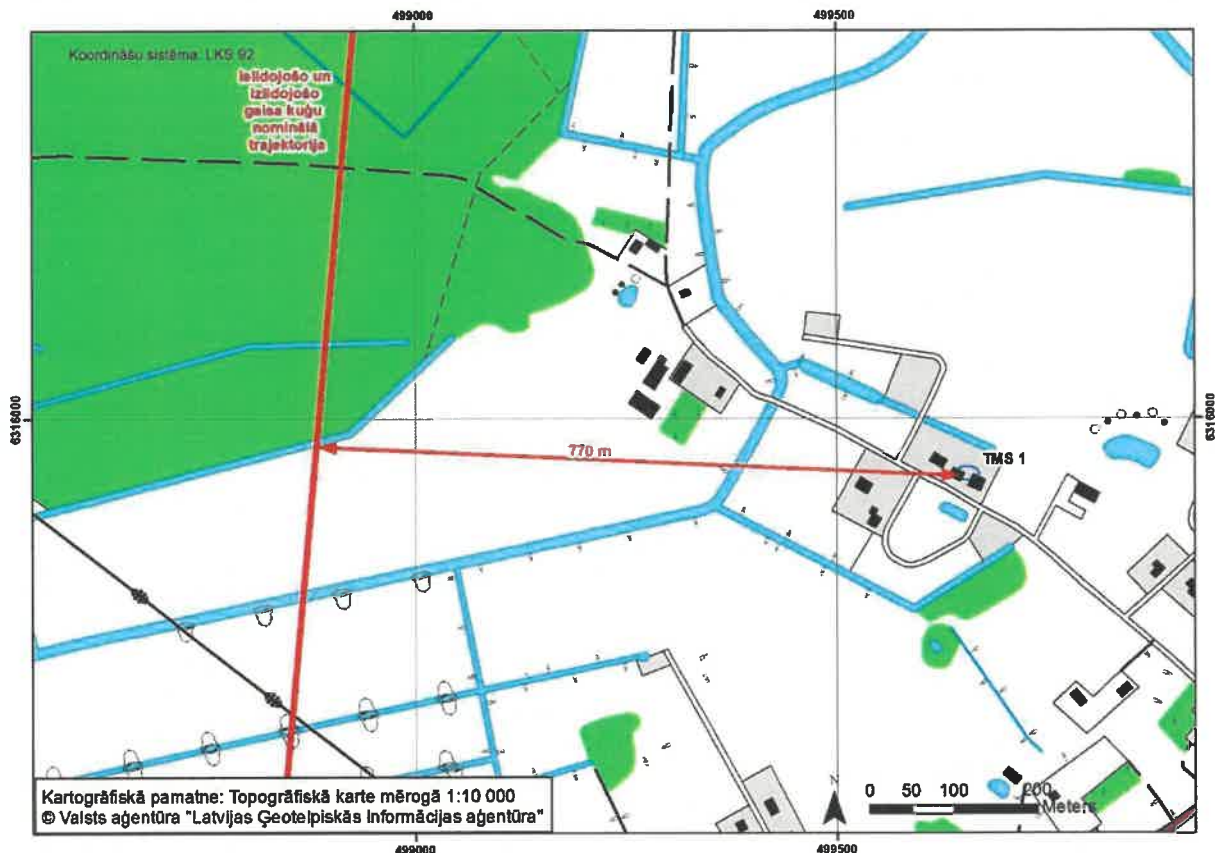 499000
499500
Koordināšu sistēma: LKS 92
Ielidojošo un
izlidojošo
gaisa kuģu
nominālā
trajektorija
6316000
6316000
770 m
TMS 1
Kartogrāfiskā pamatne: Topogrāfiskā karte mērogā 1:10 000
© Valsts aģentūra "Latvijas Ģeotelpiskās Informācijas aģentūra"
N
0 50 100 200
Meters
499000
499500